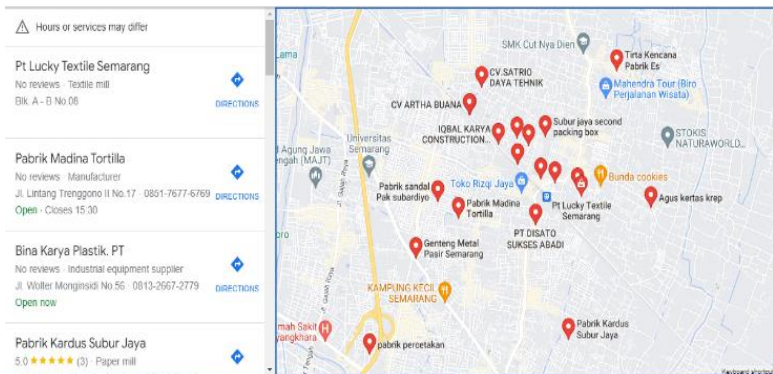 Hours or services may differ
Pt Lucky Textile Semarang
No reviews · Textile mill
Blk. A - B No.06
DIRECTIONS
Pabrik Madina Tortilla
No reviews · Manufacturer
Jl. Lintang Trenggono II No.17 · 0851-7677-6769
Open · Closes 15:30
DIRECTIONS
Bina Karya Plastik. PT
No reviews · Industrial equipment supplier
Jl. Wolter Monginsidi No.56 · 0813-2667-2779
Open now
DIRECTIONS
Pabrik Kardus Subur Jaya
5.0 ★★★★★ (3) · Paper mill
SMK Cut Nya Dien
Tirta Kencana
Pabrik Es
CV.SATRIO
DAYA TEHNIK
Mahendra Tour (Biro
Perjalanan Wisata)
CV ARTHA BUANA
IQBAL KARYA
CONSTRUCTION...
Subur jaya second
packing box
STOKIS
NATURAWORLD...
Universitas
Semarang
d Agung Jawa
engah (MAJT)
Pabrik sandal
Pak subardiyo
Toko Rizqi Jaya
Bunda cookies
Pabrik Madina
Tortilla
Pt Lucky Textile
Semarang
Agus kertas krep
PT DISATO
SUKSES ABADI
Genteng Metal
Pasir Semarang
KAMPUNG KECIL
SEMARANG
mah Sakit
yangkhara
pabrik percetakan
Pabrik Kardus
Subur Jaya
Keyboard shortcu